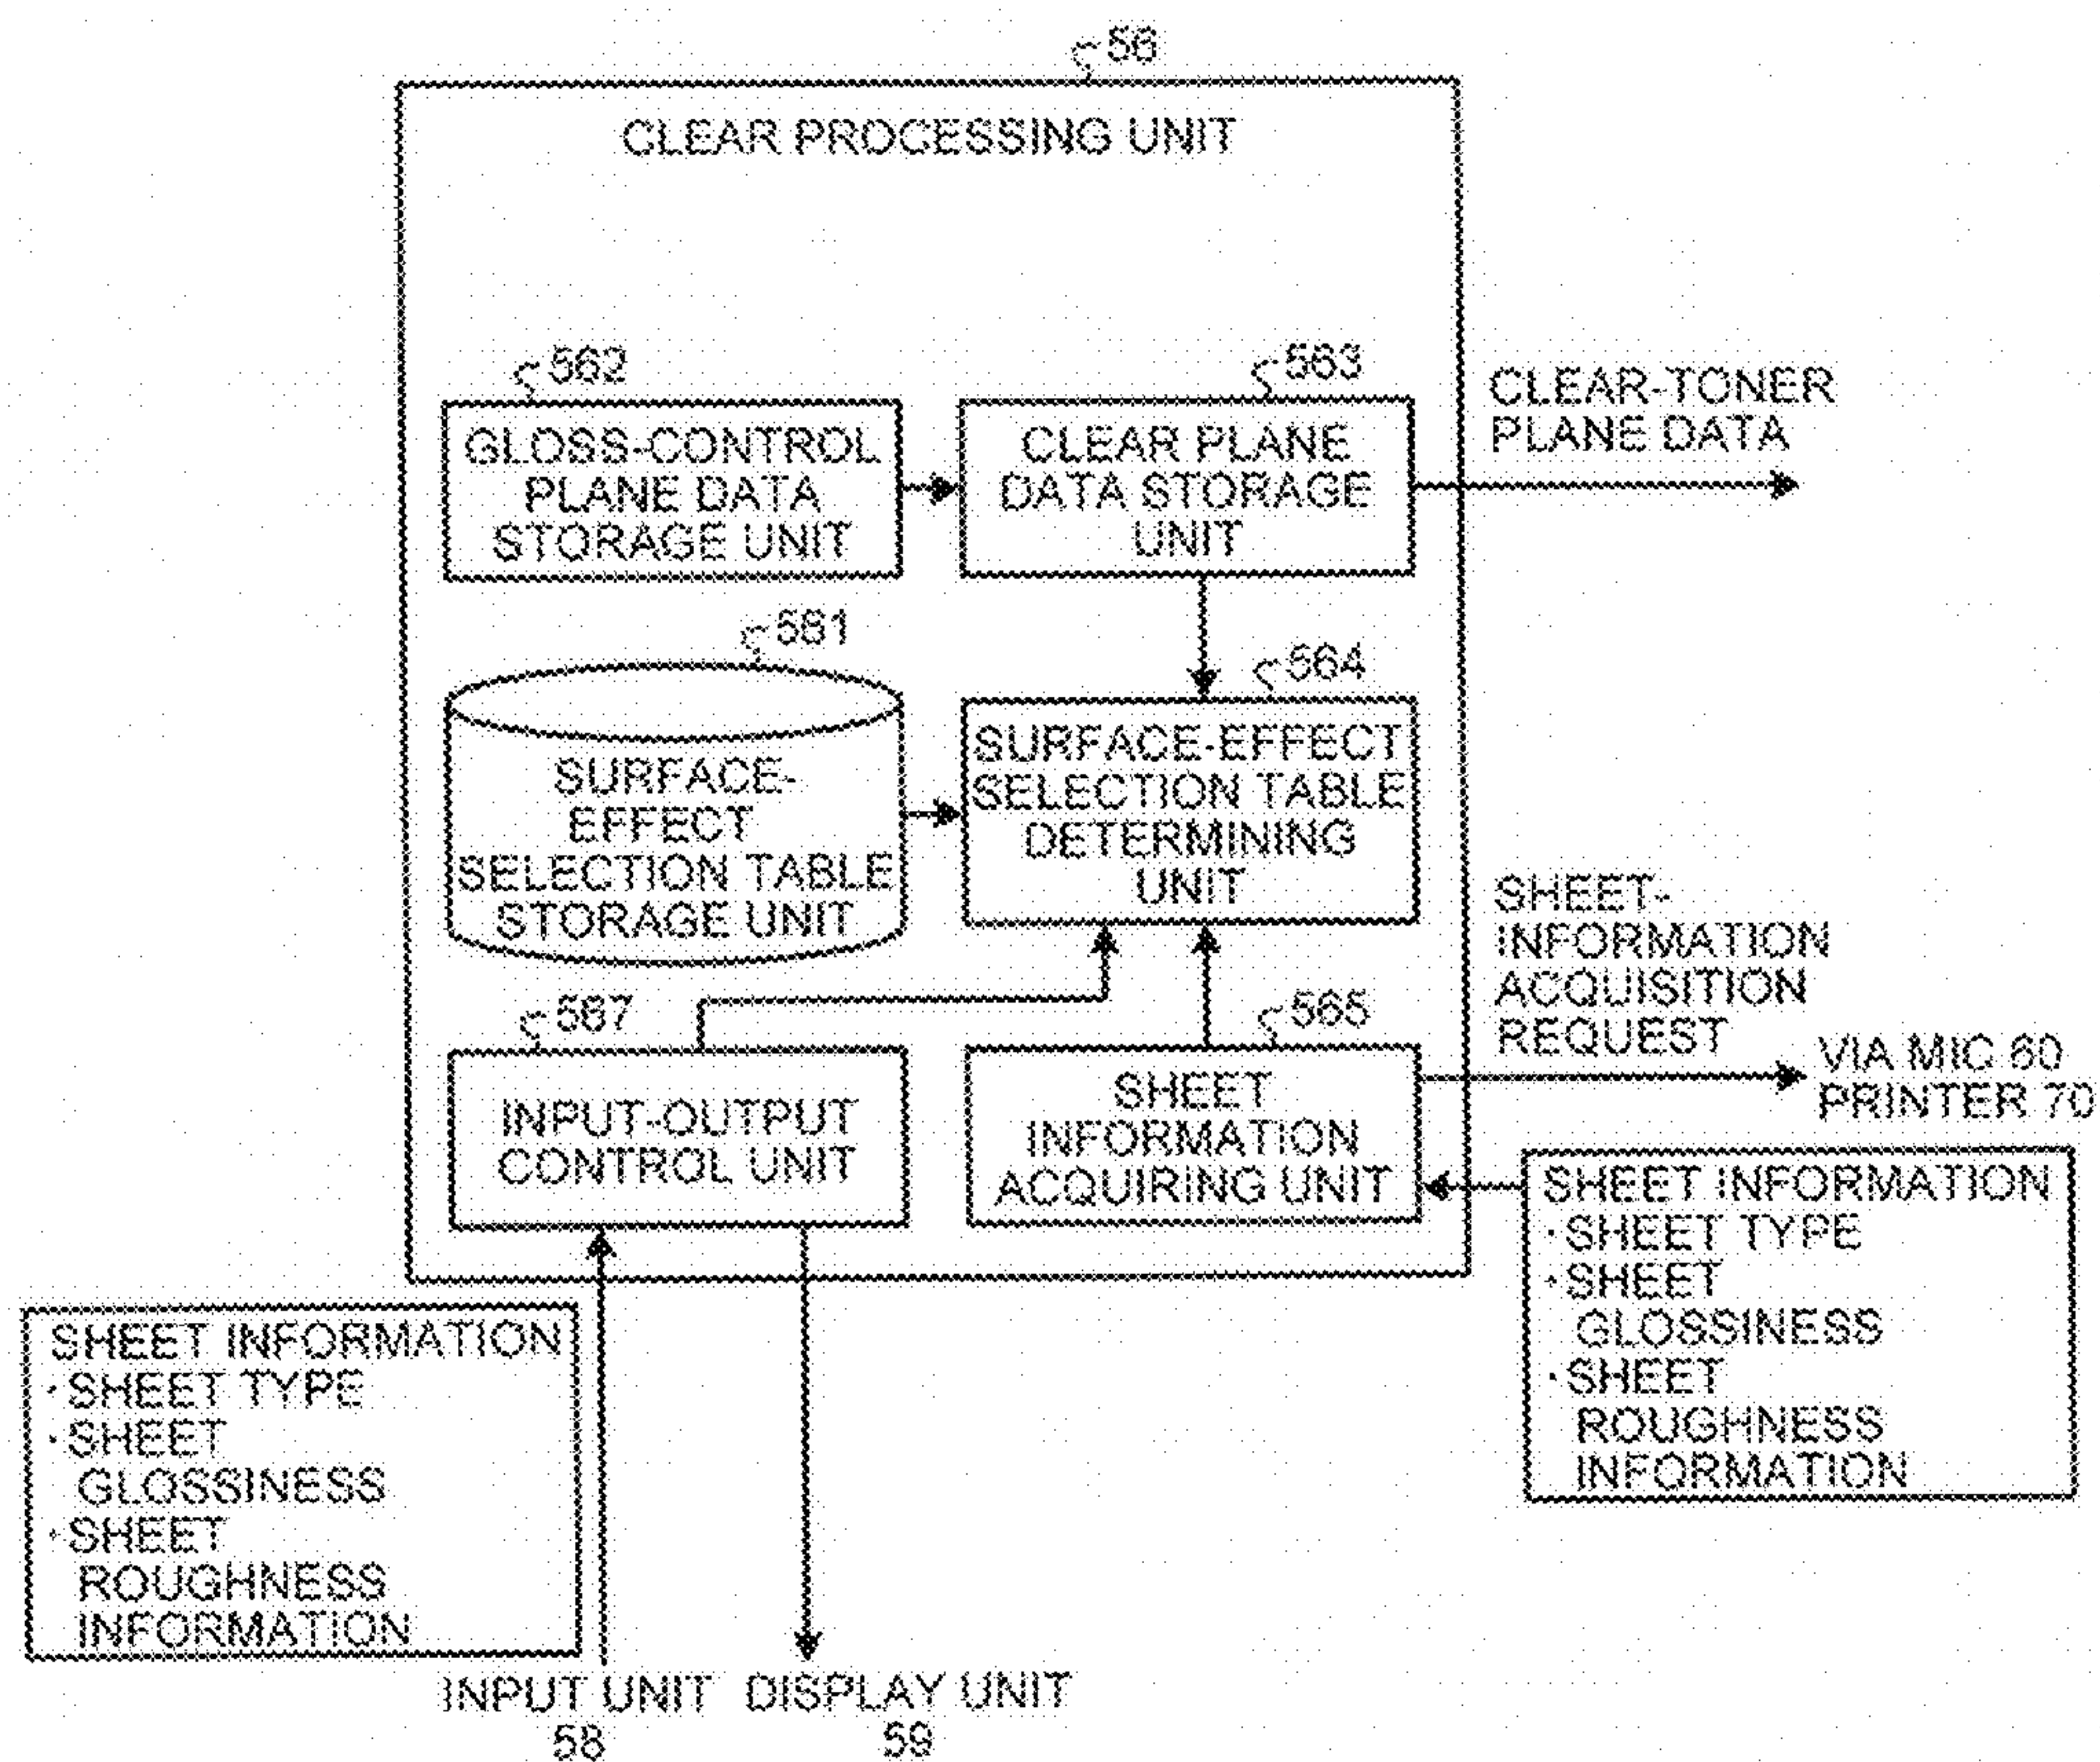 56
CLEAR PROCESSING UNIT
562
GLOSS-CONTROL
PLANE DATA
STORAGE UNIT
563
CLEAR PLANE
DATA STORAGE
UNIT
CLEAR-TONER
PLANE DATA
581
SURFACE-
EFFECT
SELECTION TABLE
STORAGE UNIT
564
SURFACE-EFFECT
SELECTION TABLE
DETERMINING
UNIT
SHEET-
INFORMATION
ACQUISITION
REQUEST
VIA MIC 60
PRINTER 70
567
INPUT-OUTPUT
CONTROL UNIT
565
SHEET
INFORMATION
ACQUIRING UNIT
SHEET INFORMATION
·SHEET TYPE
·SHEET
GLOSSINESS
·SHEET
ROUGHNESS
INFORMATION
SHEET INFORMATION
·SHEET TYPE
·SHEET
GLOSSINESS
·SHEET
ROUGHNESS
INFORMATION
INPUT UNIT
58
DISPLAY UNIT
59